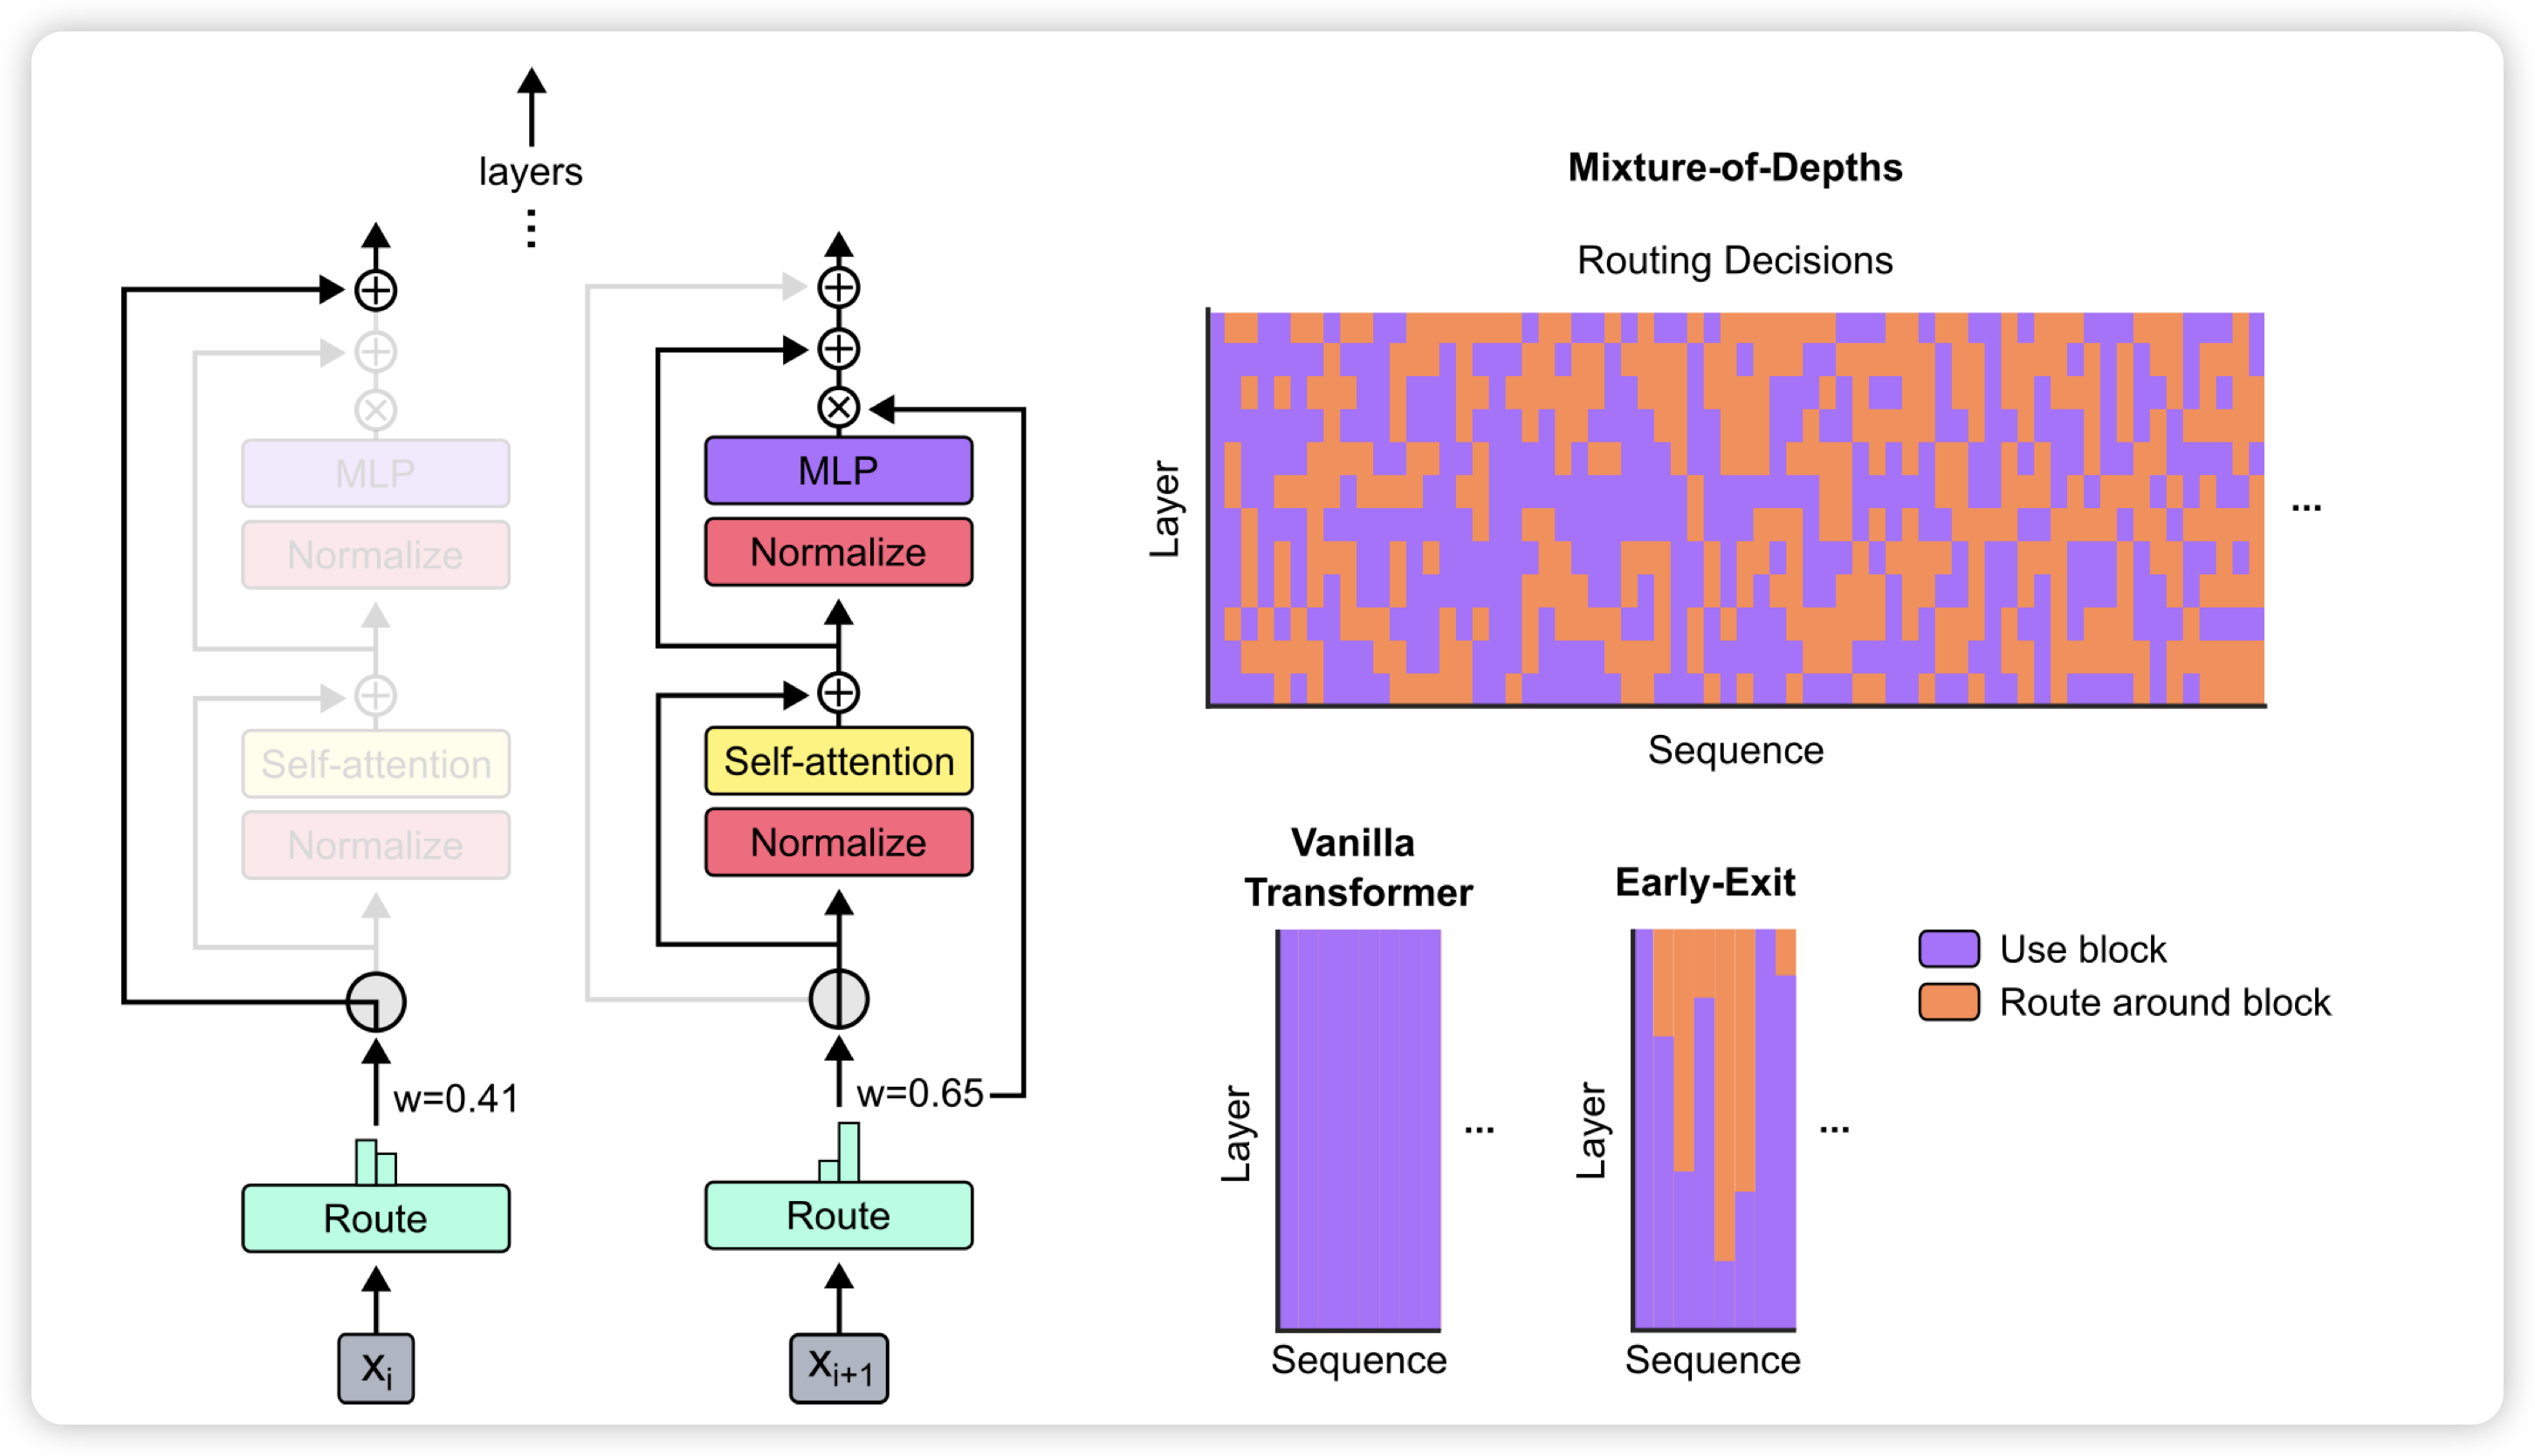 layers
⋮
MLP
Normalize
Self-attention
Normalize
w=0.41
Route
xi
MLP
Normalize
Self-attention
Normalize
w=0.65
Route
xi+1
Mixture-of-Depths
Routing Decisions
Layer
...
Sequence
Vanilla
Transformer
Layer
...
Sequence
Early-Exit
Layer
...
Sequence
Use block
Route around block